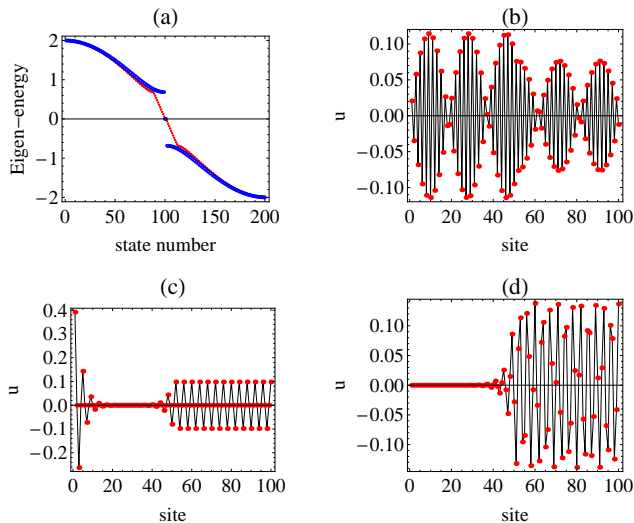 (a)
Eigen−energy
2
1
0
−1
−2
0 50 100 150 200
state number
(b)
u
0.10
0.05
0.00
−0.05
−0.10
0 20 40 60 80 100
site
(c)
u
0.4
0.3
0.2
0.1
0.0
−0.1
−0.2
0 20 40 60 80 100
site
(d)
u
0.10
0.05
0.00
−0.05
−0.10
0 20 40 60 80 100
site